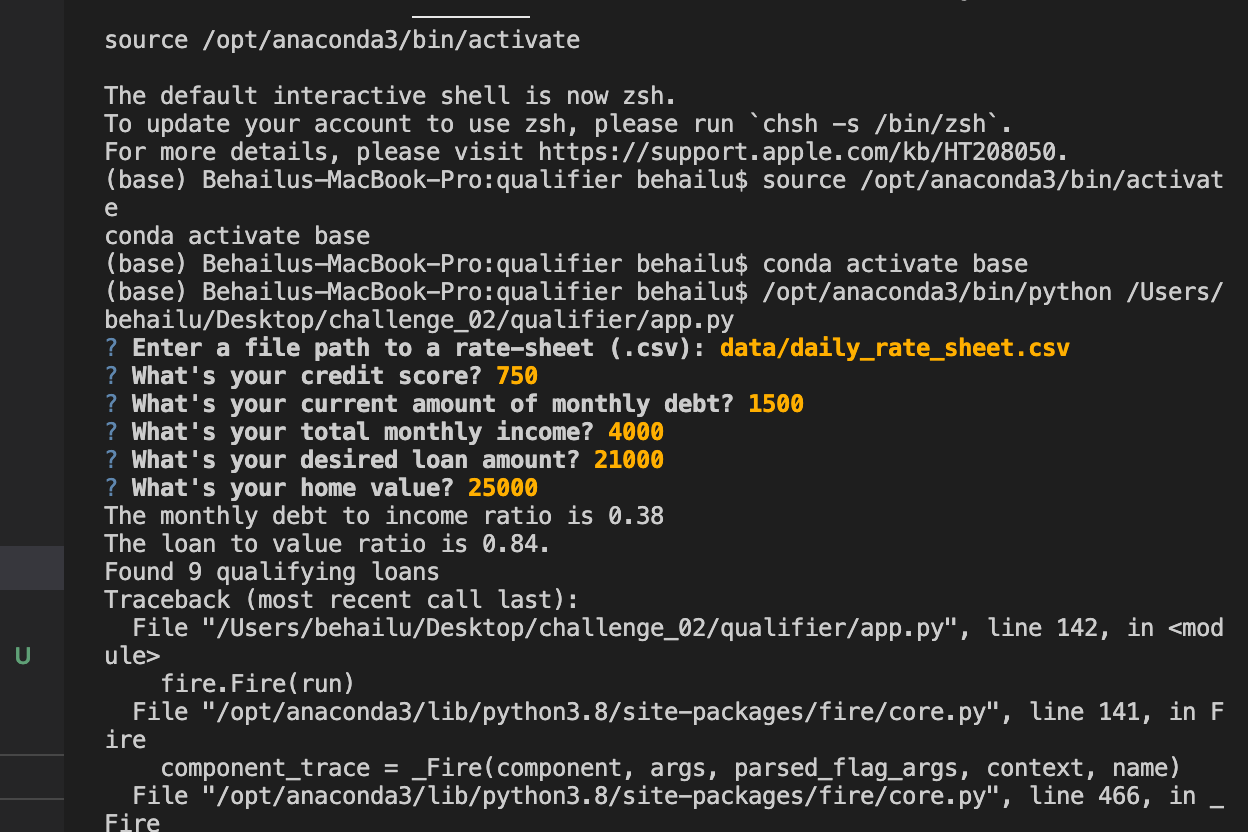 source /opt/anaconda3/bin/activate
The default interactive shell is now zsh.
To update your account to use zsh, please run `chsh -s /bin/zsh`.
For more details, please visit https://support.apple.com/kb/HT208050.
(base) Behailus-MacBook-Pro:qualifier behailu$ source /opt/anaconda3/bin/activat
e
conda activate base
(base) Behailus-MacBook-Pro:qualifier behailu$ conda activate base
(base) Behailus-MacBook-Pro:qualifier behailu$ /opt/anaconda3/bin/python /Users/
behailu/Desktop/challenge_02/qualifier/app.py
? Enter a file path to a rate-sheet (.csv): data/daily_rate_sheet.csv
? What's your credit score? 750
? What's your current amount of monthly debt? 1500
? What's your total monthly income? 4000
? What's your desired loan amount? 21000
? What's your home value? 25000
The monthly debt to income ratio is 0.38
The loan to value ratio is 0.84.
Found 9 qualifying loans
Traceback (most recent call last):
  File "/Users/behailu/Desktop/challenge_02/qualifier/app.py", line 142, in <mod
U
ule>
    fire.Fire(run)
  File "/opt/anaconda3/lib/python3.8/site-packages/fire/core.py", line 141, in F
ire
    component_trace = _Fire(component, args, parsed_flag_args, context, name)
  File "/opt/anaconda3/lib/python3.8/site-packages/fire/core.py", line 466, in _
Fire